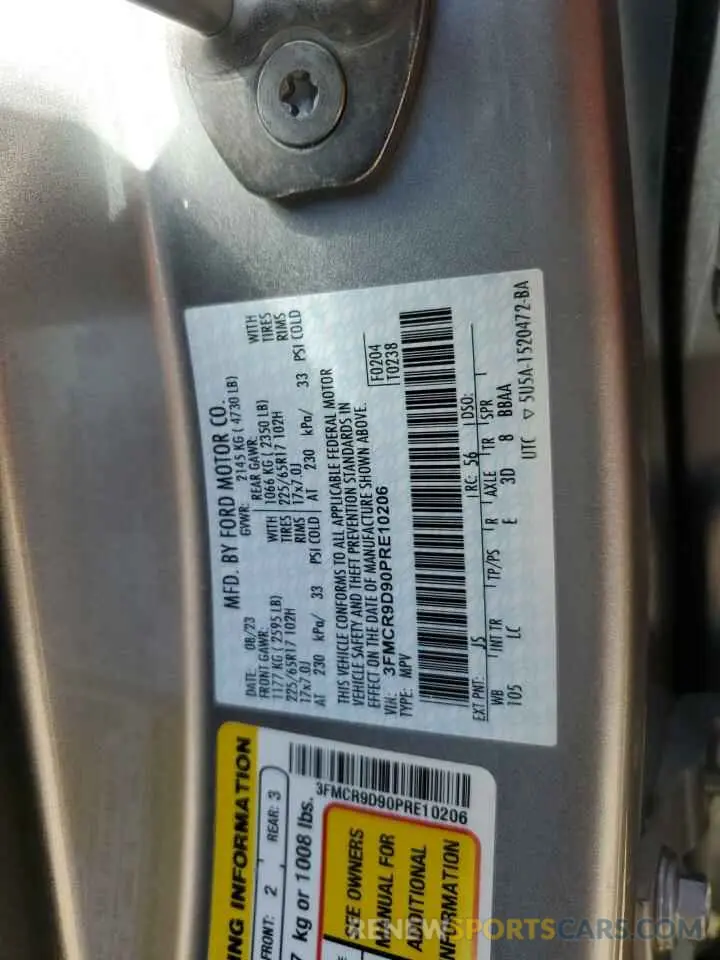 MFD. BY FORD MOTOR CO.
DATE: 08/23 GVWR: 2145 KG ( 4730 LB)
FRONT GAWR: REAR GAWR:
1177 KG ( 2595 LB) WITH 1066 KG ( 2350 LB) WITH
225/65R17 102H TIRES 225/65R17 102H TIRES
17x7.0J RIMS 17x7.0J RIMS
AT 230 kPa/ 33 PSI COLD AT 230 kPa/ 33 PSI COLD
THIS VEHICLE CONFORMS TO ALL APPLICABLE FEDERAL MOTOR
VEHICLE SAFETY AND THEFT PREVENTION STANDARDS IN
EFFECT ON THE DATE OF MANUFACTURE SHOWN ABOVE.
VIN: 3FMCR9D90PRE10206 F0204
TYPE: MPV T0238
EXT PNT: JS RC: 56 DSO:
WB INT TR TP/PS R AXLE TR SPR
105 LC E 3D 8 BBAA
UTC ▽ 5U5A-1520472-BA
NG INFORMATION
FRONT: 2 REAR: 3
7 kg or 1008 lbs.
3FMCR9D90PRE10206
SEE OWNERS
MANUAL FOR
ADDITIONAL
INFORMATION
RENEWSPORTSCARS.COM